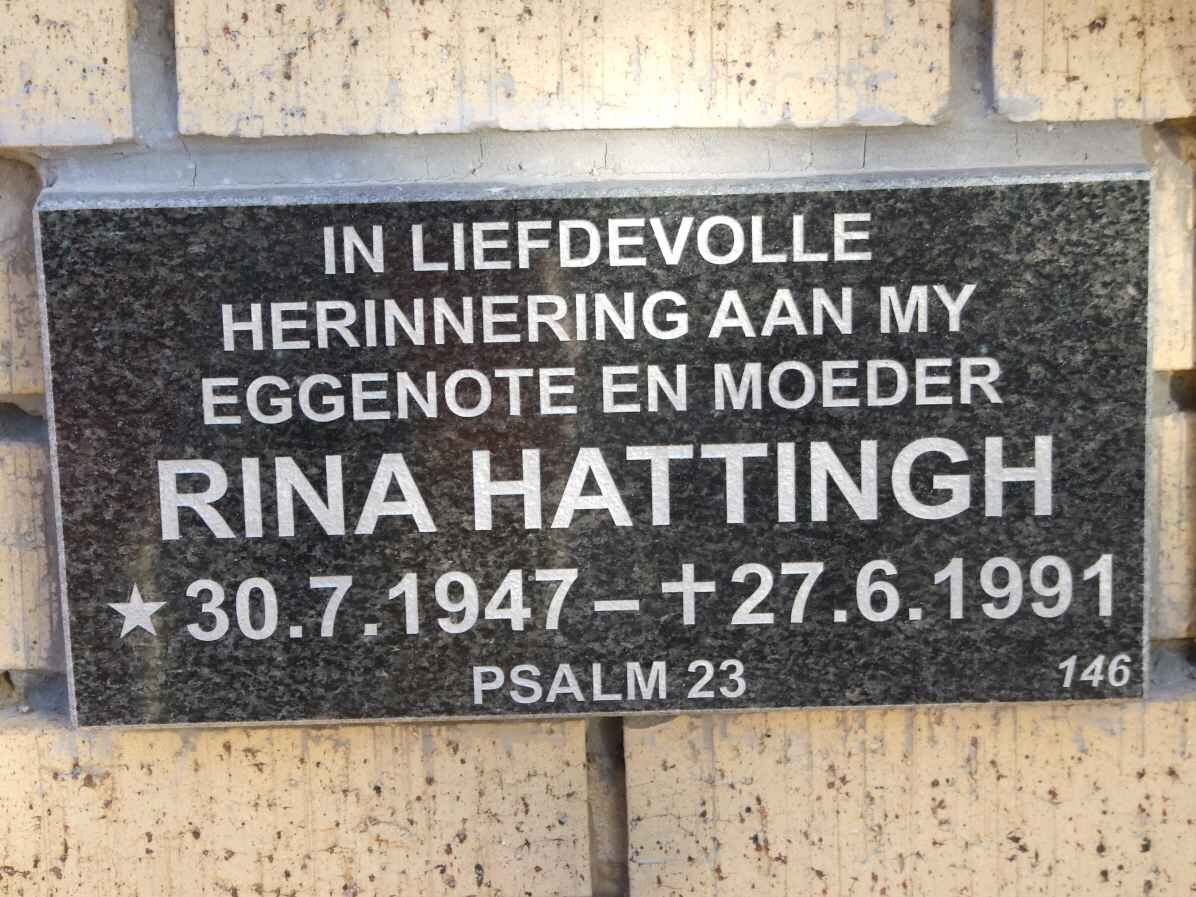 IN LIEFDEVOLLE
HERINNERING AAN MY
EGGENOTE EN MOEDER
RINA HATTINGH
★ 30.7.1947 – †27.6.1991
PSALM 23
146